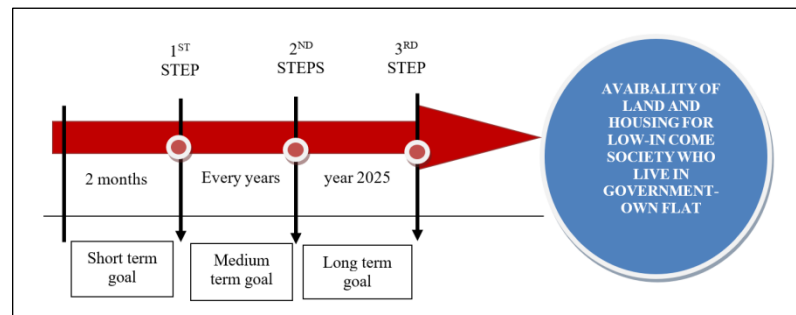 1ST
STEP
2ND
STEPS
3RD
STEP
2 months
Every years
year 2025
Short term
goal
Medium
term goal
Long term
goal
AVAIBALITY OF
LAND AND
HOUSING FOR
LOW-IN COME
SOCIETY WHO
LIVE IN
GOVERNMENT-
OWN FLAT